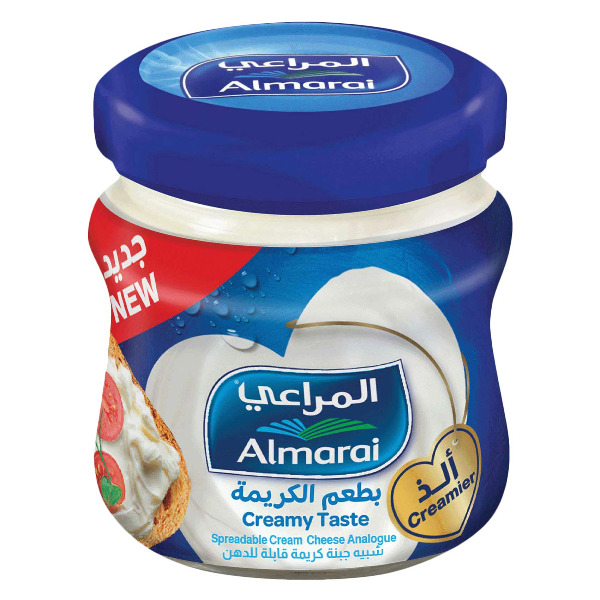 المراعي
Almarai
جديد
NEW
المراعي
Almarai
بطعم الكريمة
Creamy Taste
Spreadable Cream Cheese Analogue
شبيه جبنة كريمة قابلة للدهن
ألذ
Creamier